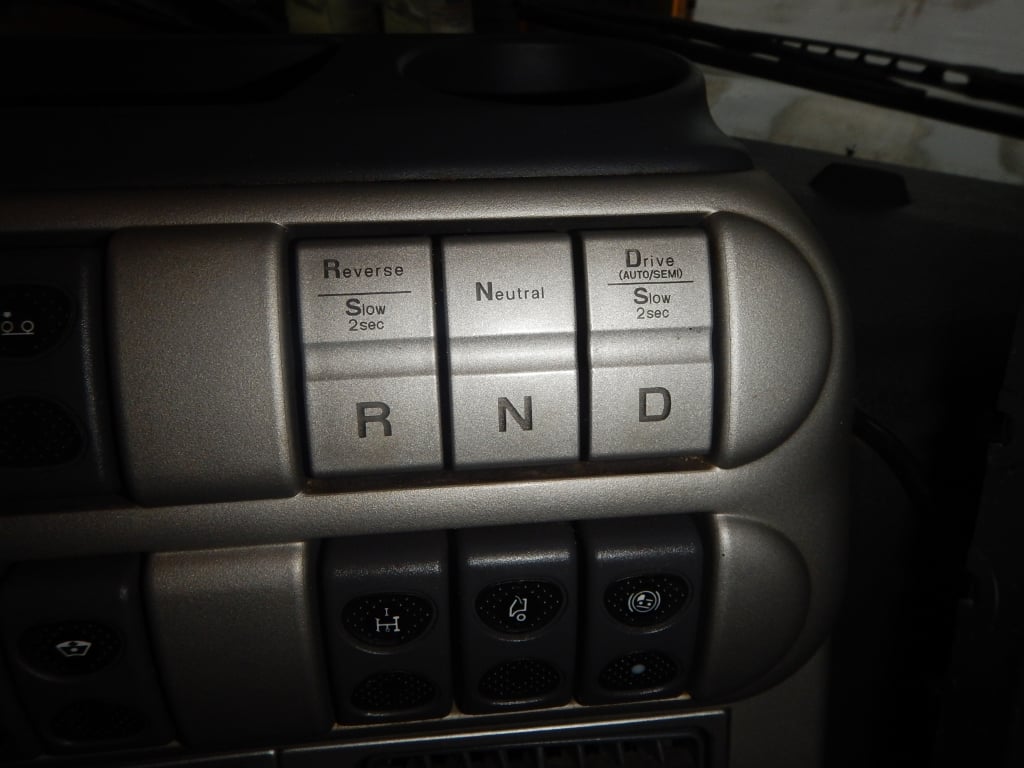 Reverse
Slow
2sec
Neutral
Drive
(AUTO/SEMI)
Slow
2sec
R
N
D